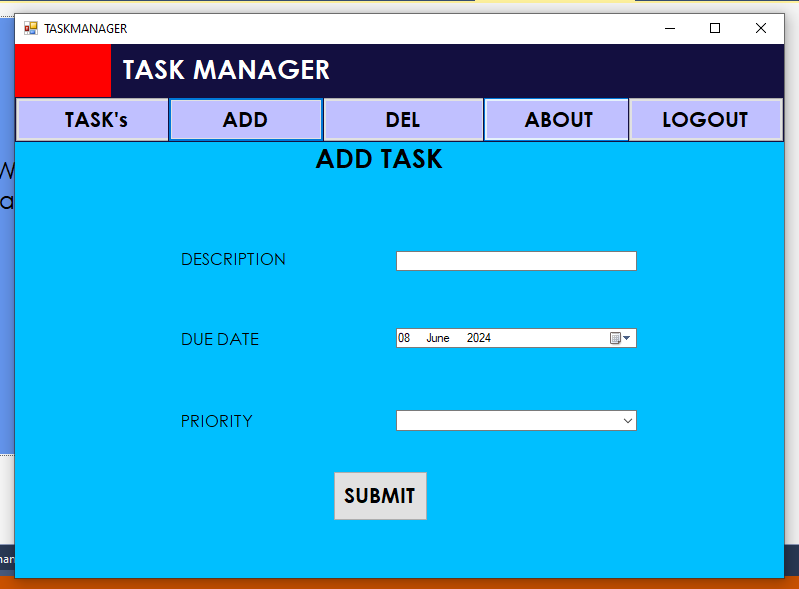 TASKMANAGER
TASK MANAGER
TASK's ADD DEL ABOUT LOGOUT
ADD TASK
DESCRIPTION
DUE DATE 08 June 2024
PRIORITY
SUBMIT